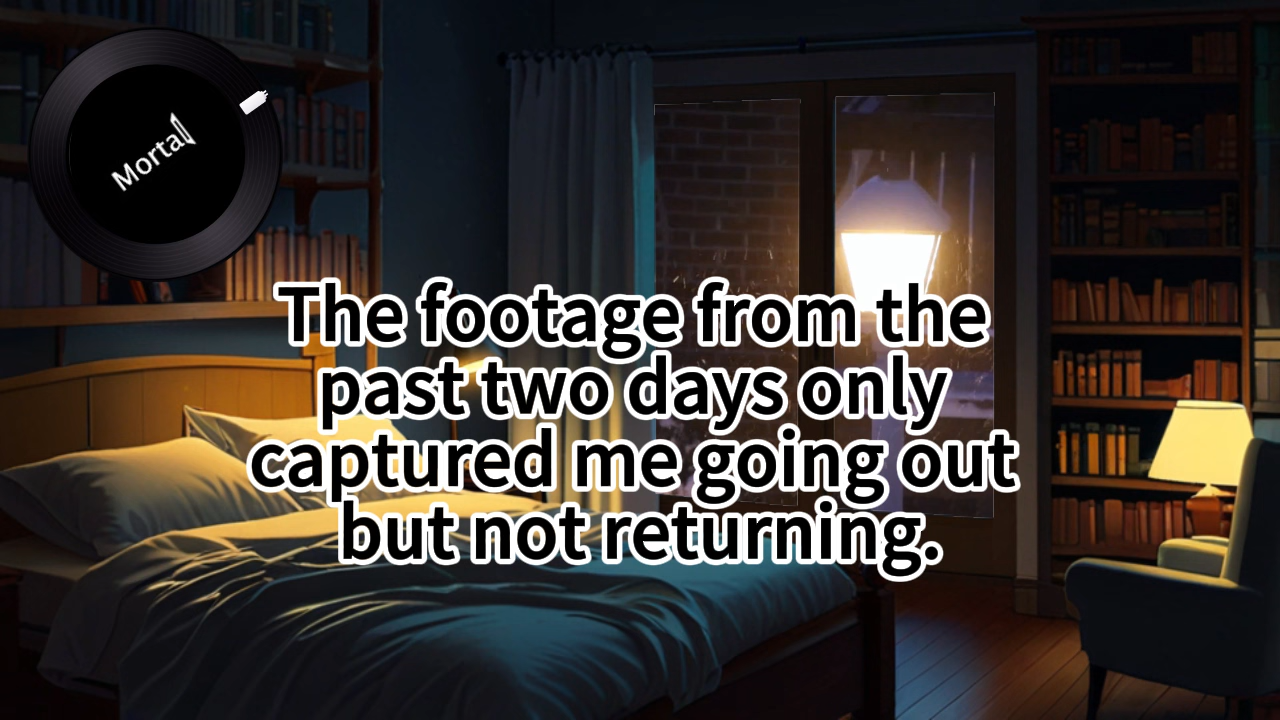 Mortal
The footage from the
past two days only
captured me going out
but not returning.